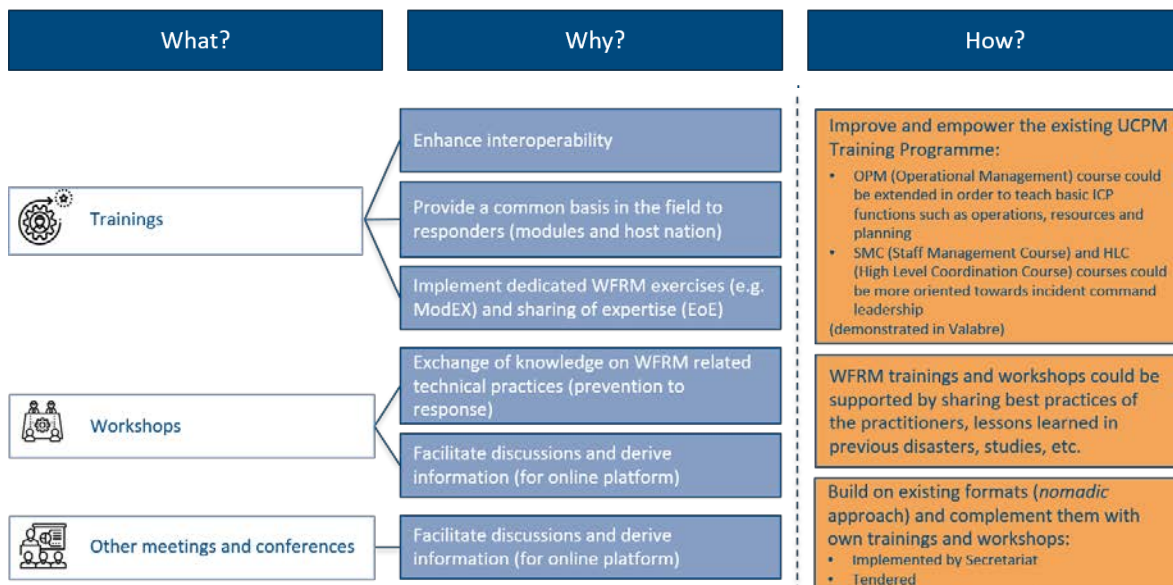 What?
Why?
How?
Trainings
Enhance interoperability
Provide a common basis in the field to
responders (modules and host nation)
Implement dedicated WFRM exercises (e.g.
ModEX) and sharing of expertise (EoE)
Workshops
Exchange of knowledge on WFRM related
technical practices (prevention to
response)
Facilitate discussions and derive
information (for online platform)
Other meetings and conferences
Facilitate discussions and derive
information (for online platform)
Improve and empower the existing UCPM
Training Programme:
• OPM (Operational Management) course could
be extended in order to teach basic ICP
functions such as operations, resources and
planning
• SMC (Staff Management Course) and HLC
(High Level Coordination Course) courses could
be more oriented towards incident command
leadership
(demonstrated in Valabre)
WFRM trainings and workshops could be
supported by sharing best practices of
the practitioners, lessons learned in
previous disasters, studies, etc.
Build on existing formats (nomadic
approach) and complement them with
own trainings and workshops:
• Implemented by Secretariat
• Tendered